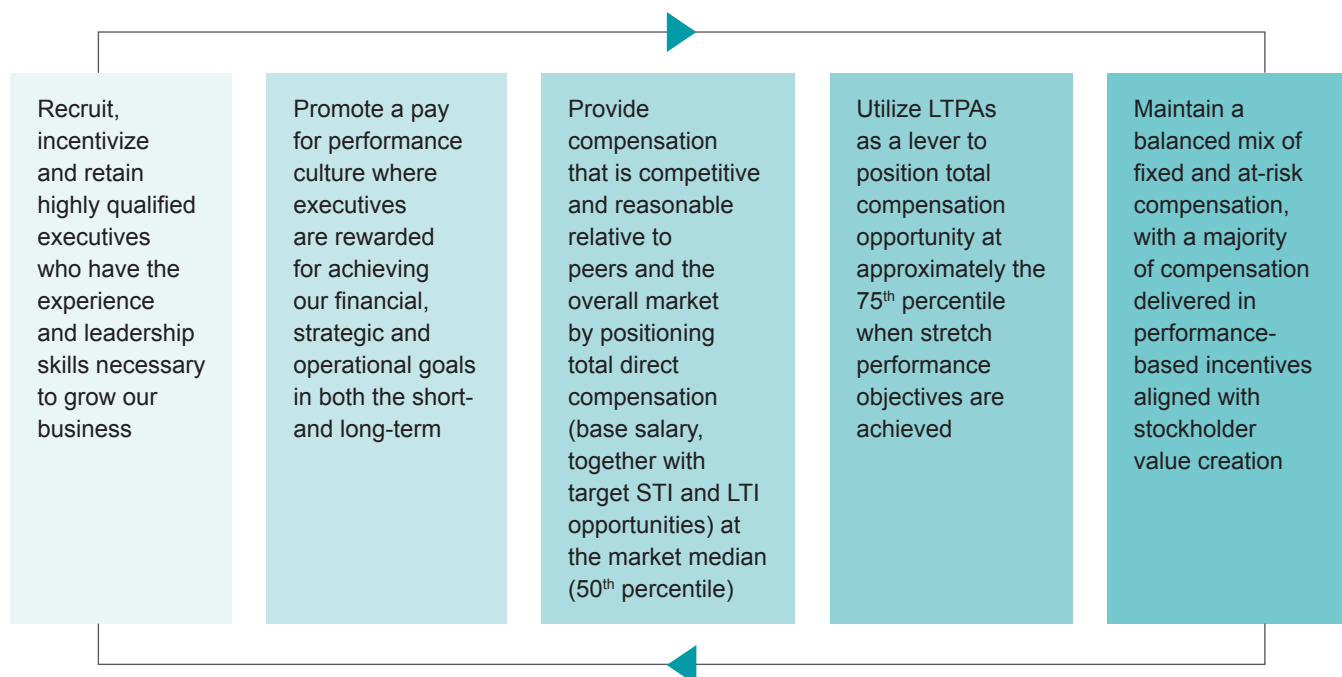 Recruit,
incentivize
and retain
highly qualified
executives
who have the
experience
and leadership
skills necessary
to grow our
business
Promote a pay
for performance
culture where
executives
are rewarded
for achieving
our financial,
strategic and
operational goals
in both the short-
and long-term
Provide
compensation
that is competitive
and reasonable
relative to
peers and the
overall market
by positioning
total direct
compensation
(base salary,
together with
target STI and LTI
opportunities) at
the market median
(50th percentile)
Utilize LTPAs
as a lever to
position total
compensation
opportunity at
approximately the
75th percentile
when stretch
performance
objectives are
achieved
Maintain a
balanced mix of
fixed and at-risk
compensation,
with a majority
of compensation
delivered in
performance-
based incentives
aligned with
stockholder
value creation